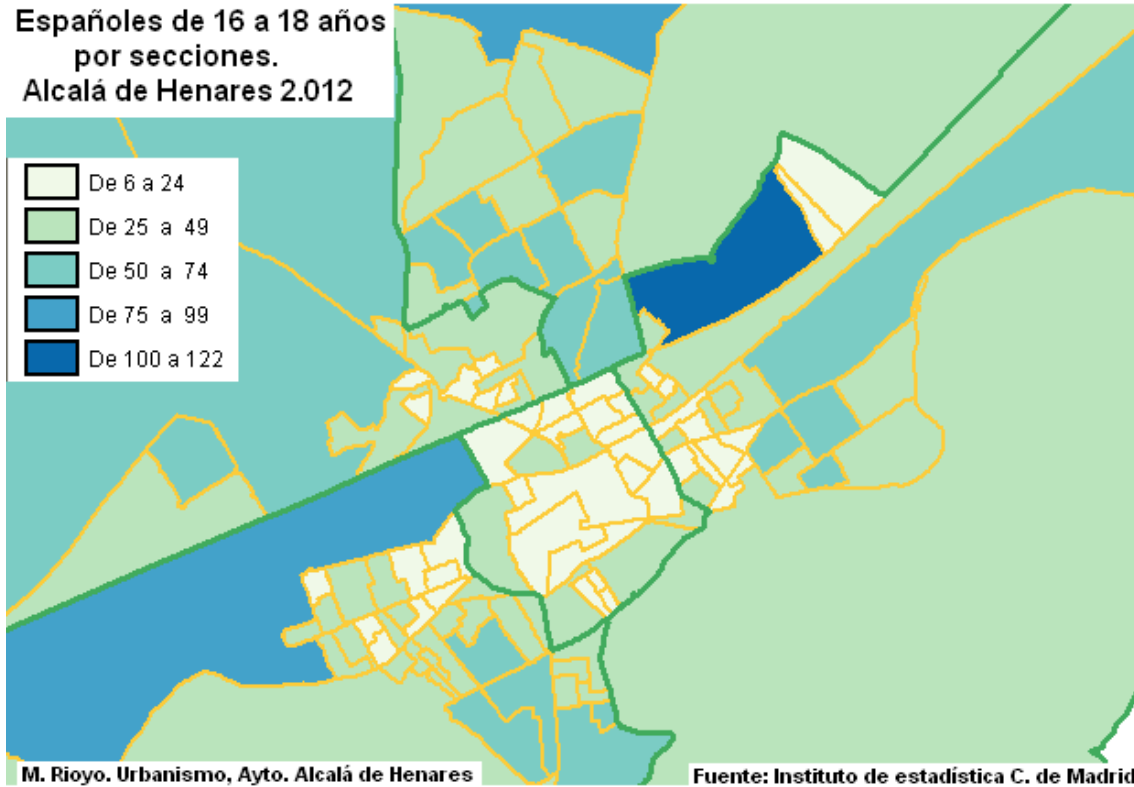 Españoles de 16 a 18 años
por secciones.
Alcalá de Henares 2.012
De 6 a 24
De 25 a 49
De 50 a 74
De 75 a 99
De 100 a 122
M. Rioyo. Urbanismo, Ayto. Alcalá de Henares
Fuente: Instituto de estadística C. de Madrid